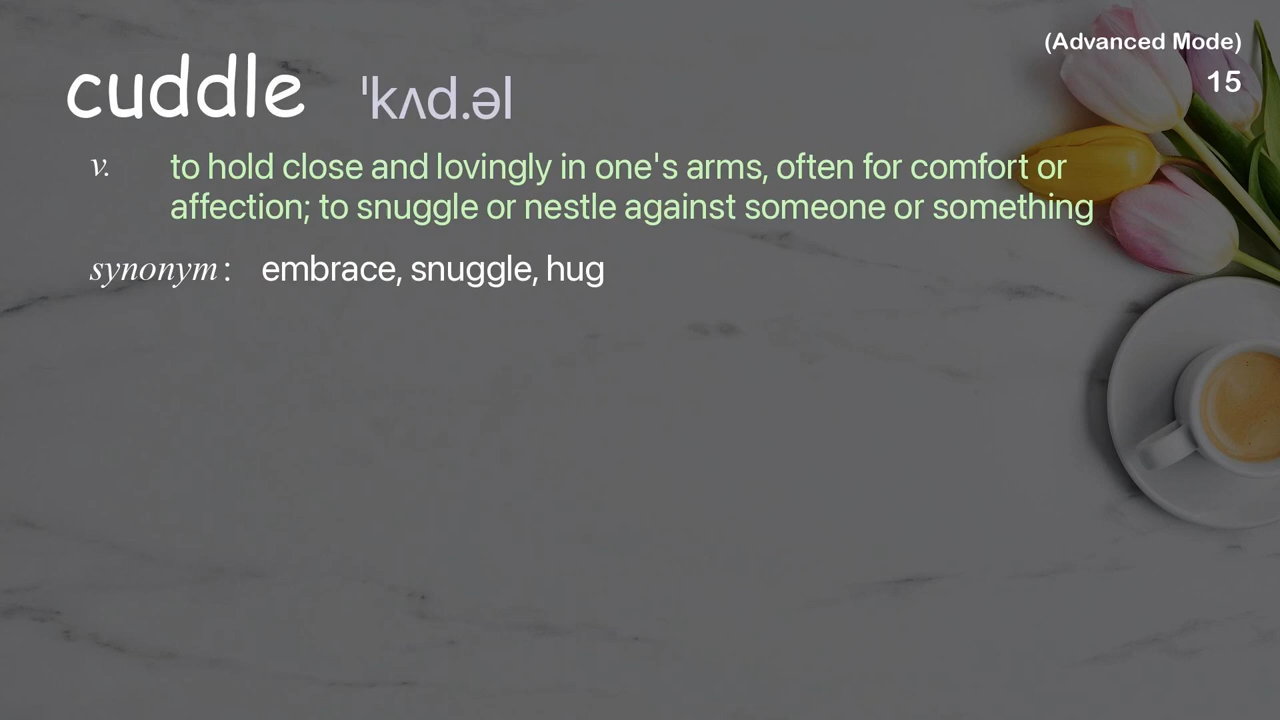 (Advanced Mode)
15
cuddle ˈkʌd.əl
v. to hold close and lovingly in one's arms, often for comfort or
affection; to snuggle or nestle against someone or something
synonym: embrace, snuggle, hug